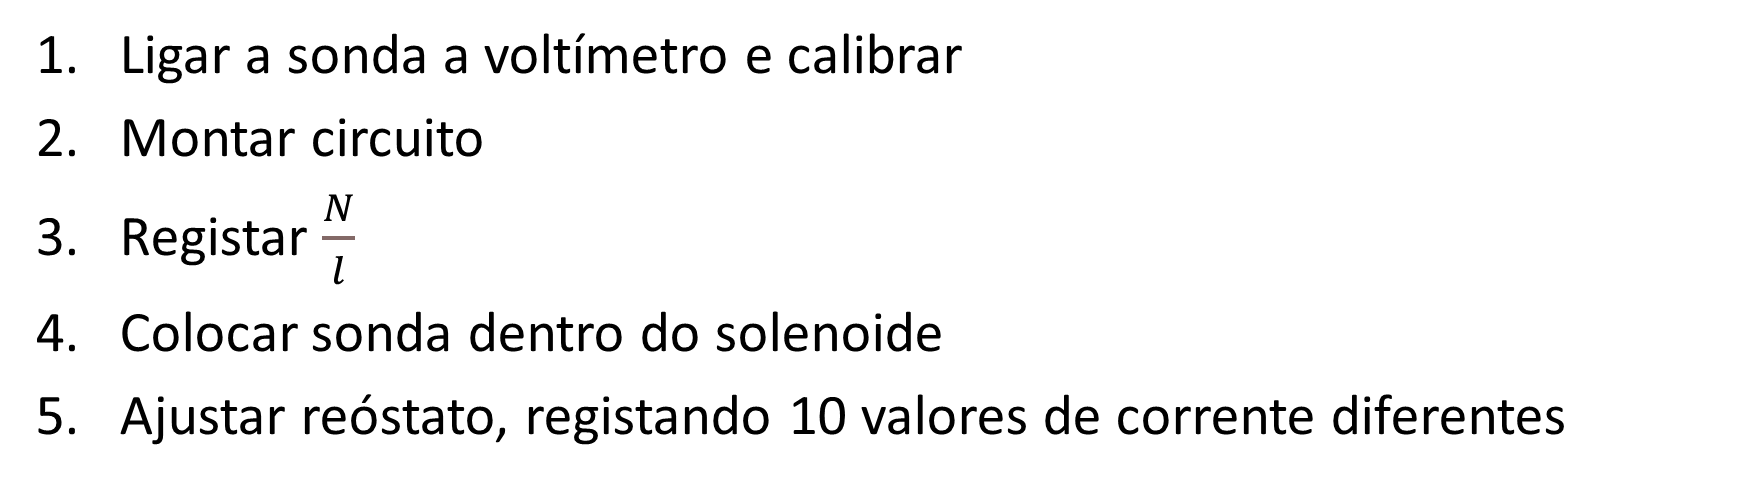 1. Ligar a sonda a voltímetro e calibrar
2. Montar circuito
3. Registar N/l
4. Colocar sonda dentro do solenoide
5. Ajustar reóstato, registando 10 valores de corrente diferentes